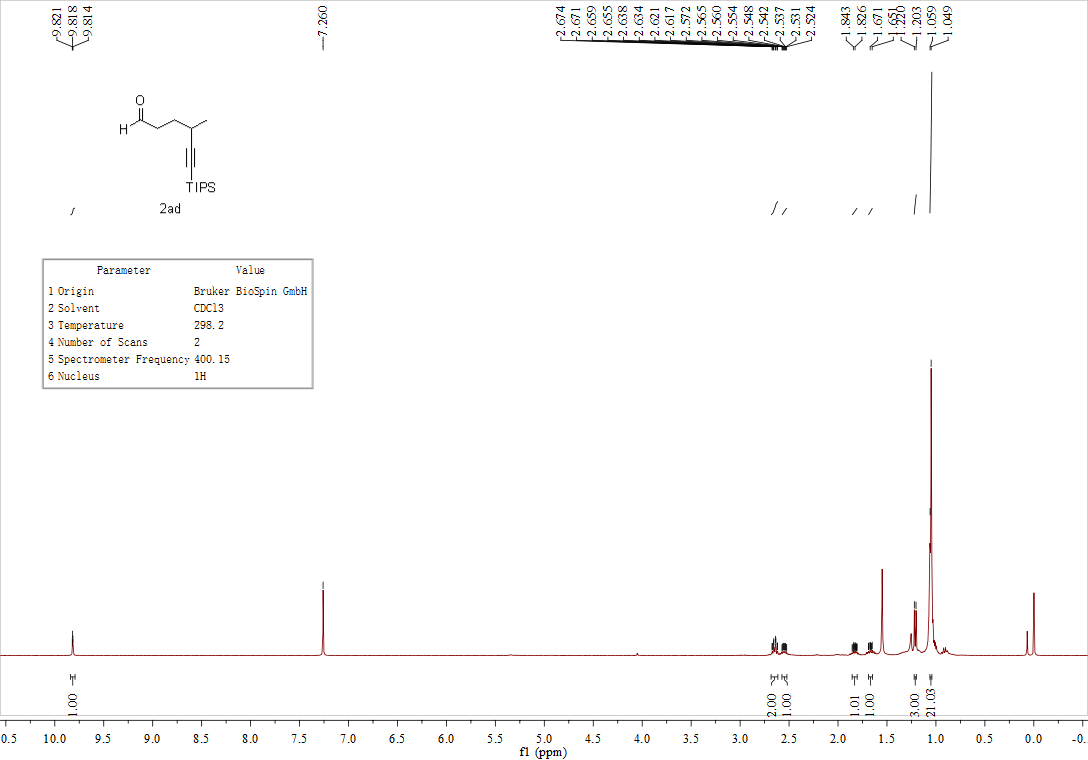 9.821
9.818
9.814
7.260
2.674
2.671
2.659
2.655
2.638
2.634
2.621
2.617
2.572
2.565
2.560
2.554
2.548
2.542
2.537
2.531
2.524
1.843
1.826
1.671
1.651
1.220
1.203
1.059
1.049
O
H
TIPS
2ad
Parameter Value
1 Origin Bruker BioSpin GmbH
2 Solvent CDCl3
3 Temperature 298.2
4 Number of Scans 2
5 Spectrometer Frequency 400.15
6 Nucleus 1H
1.00
2.00
1.00
1.01
1.00
3.00
21.03
0.5 10.0 9.5 9.0 8.5 8.0 7.5 7.0 6.5 6.0 5.5 5.0 4.5 4.0 3.5 3.0 2.5 2.0 1.5 1.0 0.5 0.0 -0.
f1 (ppm)